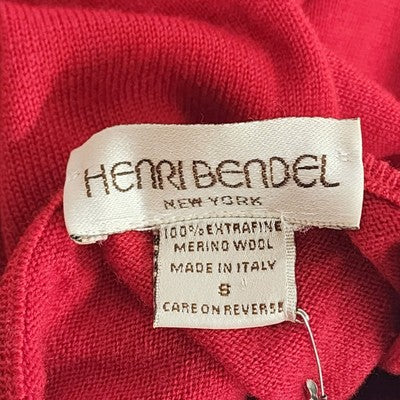 HENRI BENDEL
NEW YORK
100% EXTRAFINE
MERINO WOOL
MADE IN ITALY
S
CARE ON REVERSE